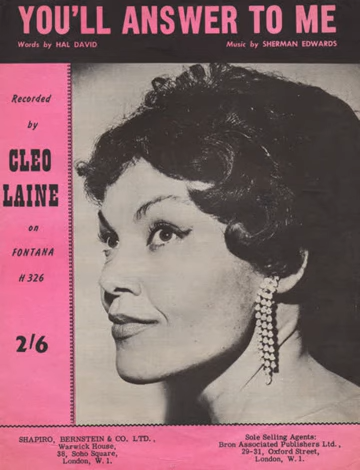 YOU'LL ANSWER TO ME
Words by HAL DAVID
Music by SHERMAN EDWARDS
Recorded
by
CLEO
LAINE
on
FONTANA
H 326
2/6
SHAPIRO, BERNSTEIN & CO. LTD.,
Warwick House,
38, Soho Square,
London, W. 1.
Sole Selling Agents:
Bron Associated Publishers Ltd.,
29-31, Oxford Street,
London, W. 1.